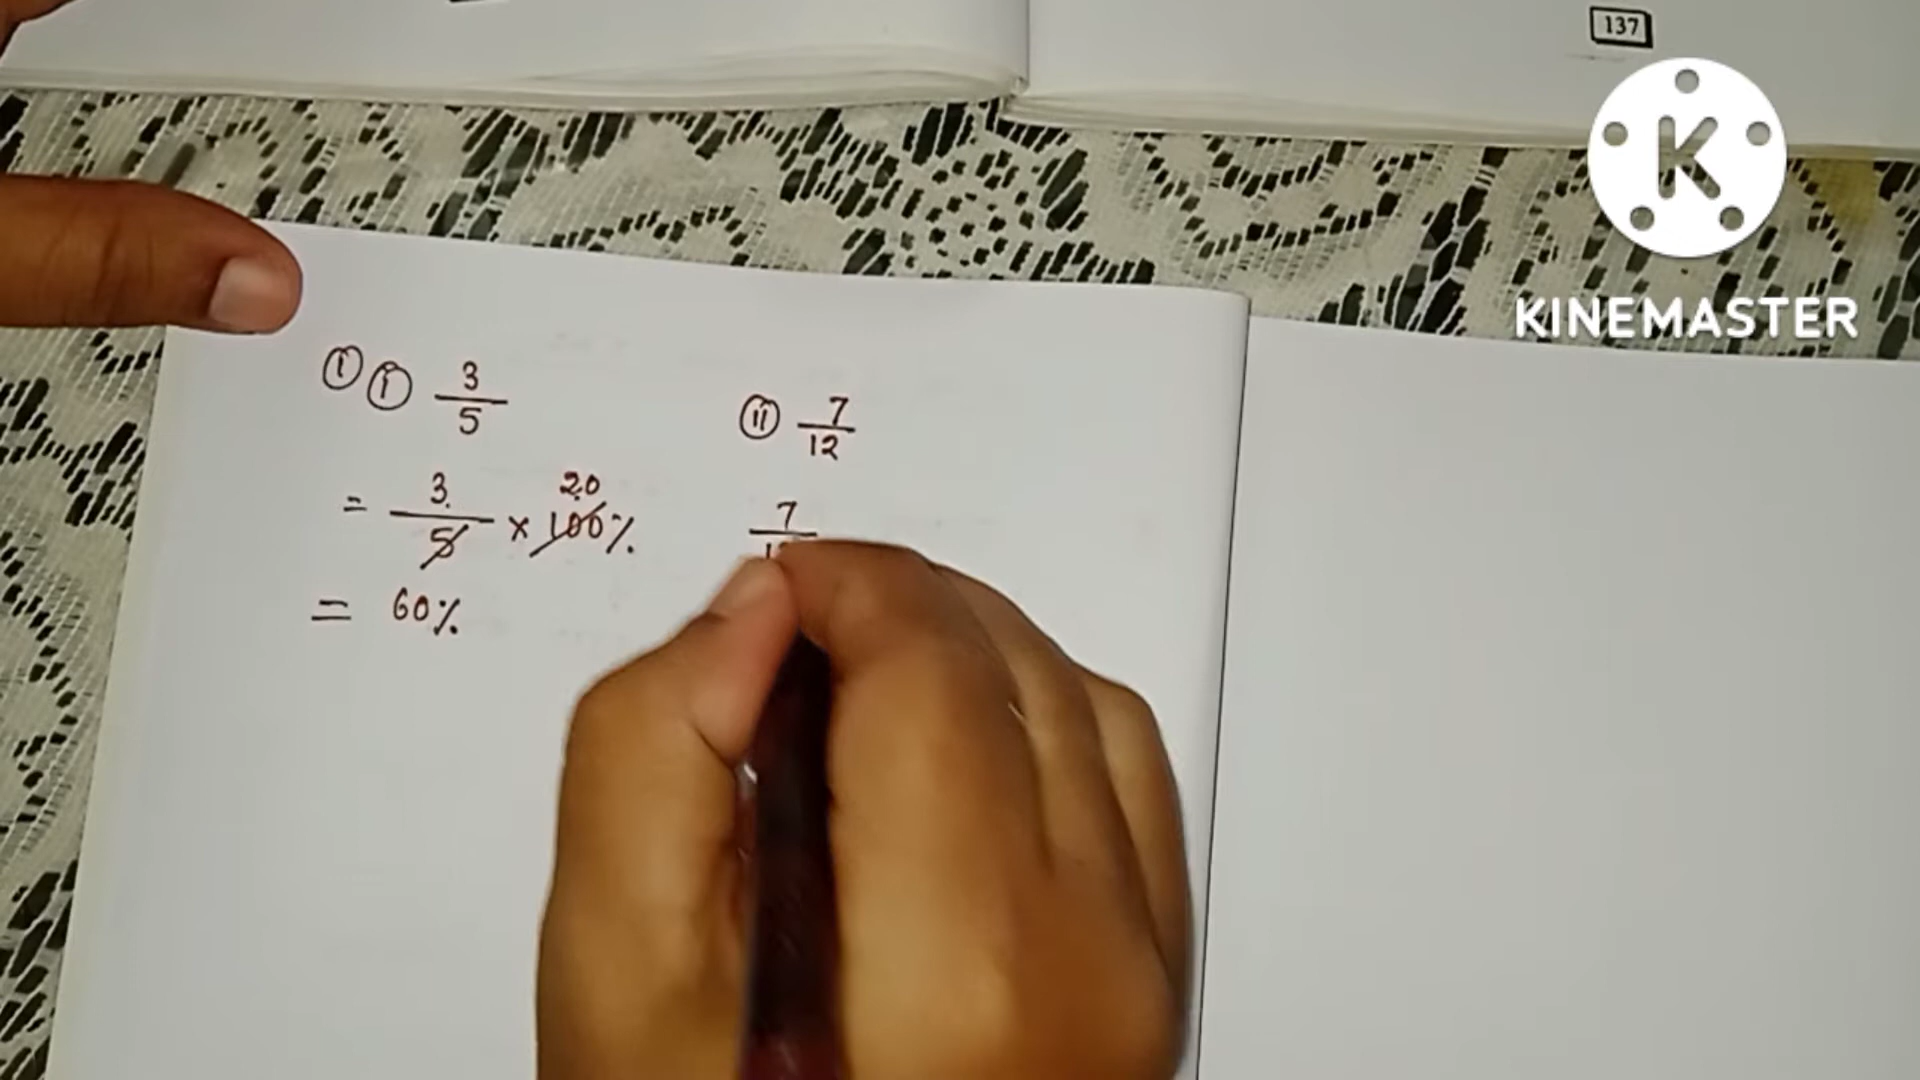 137
KINEMASTER
① ⓘ 3/5
= 3/5 × 100%
20
= 60%
ⓘⓘ 7/12
7